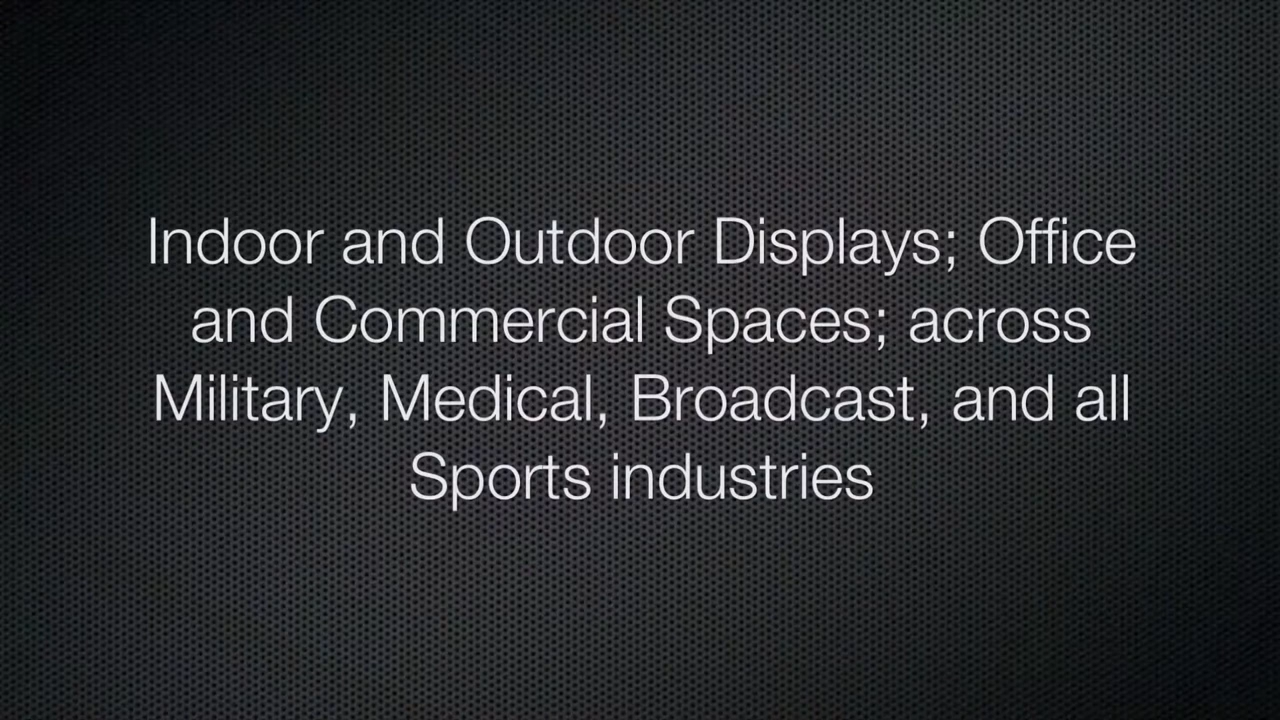 Indoor and Outdoor Displays; Office
and Commercial Spaces; across
Military, Medical, Broadcast, and all
Sports industries